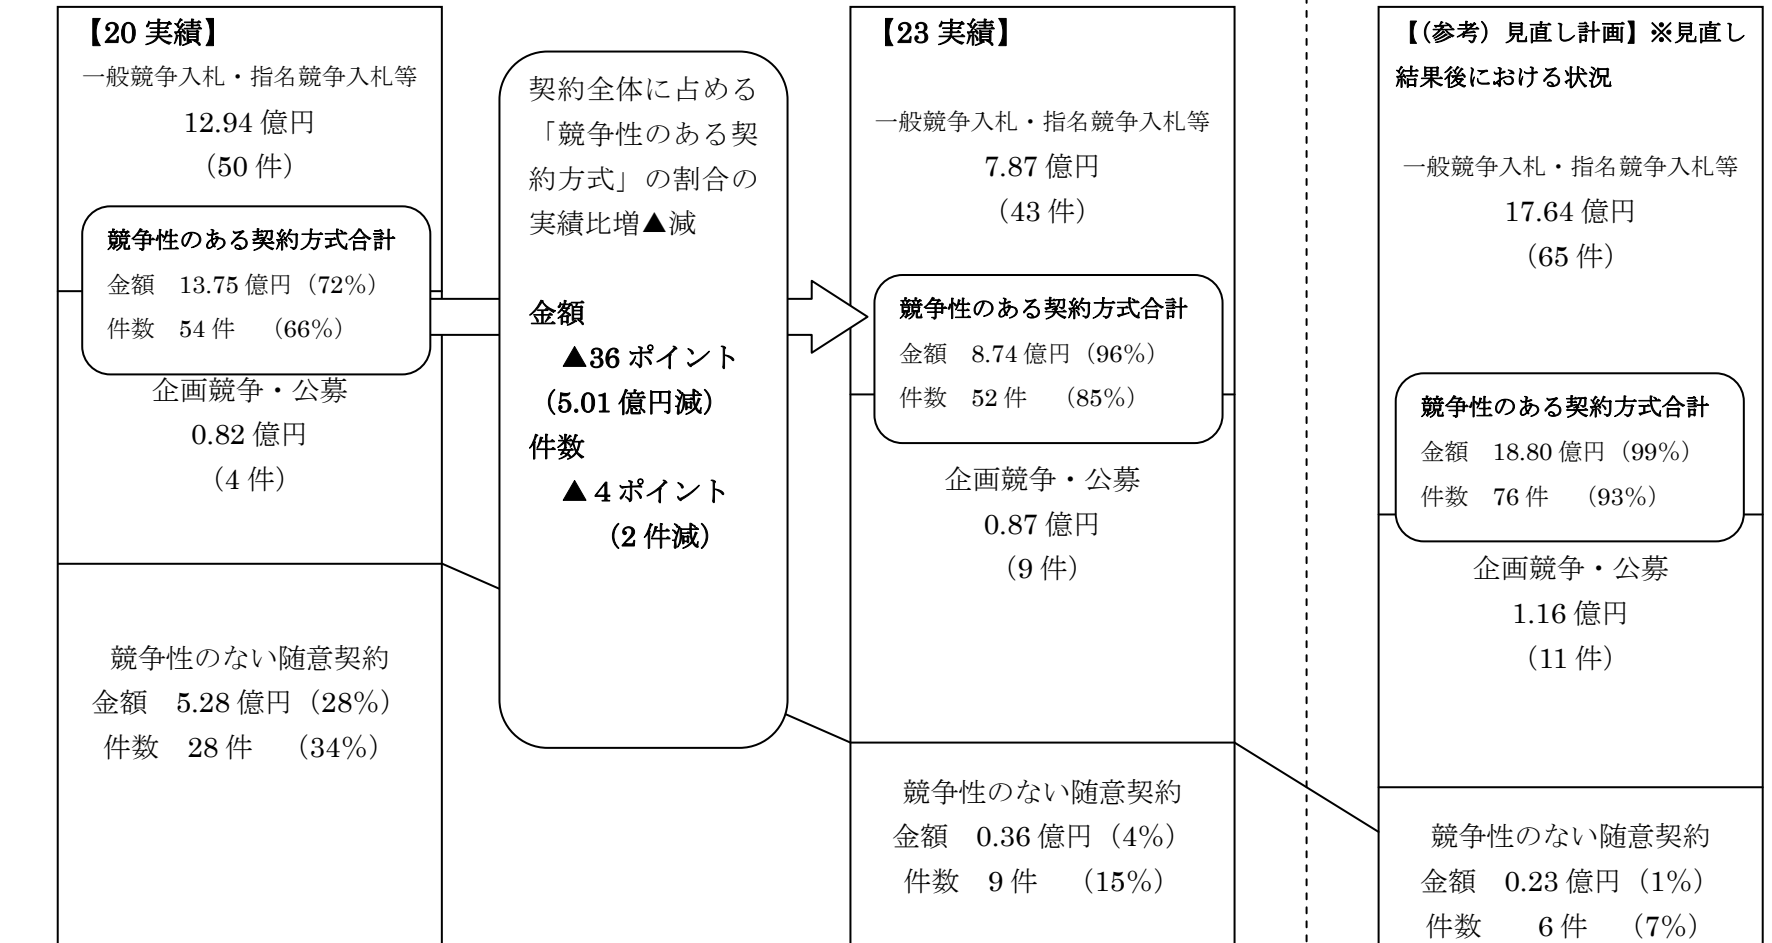 【20 実績】
一般競争入札・指名競争入札等
12.94 億円
（50 件）
競争性のある契約方式合計
金額　13.75 億円（72%）
件数　54 件　（66%）
企画競争・公募
0.82 億円
（4 件）
競争性のない随意契約
金額　5.28 億円（28%）
件数　28 件　（34%）
契約全体に占める
「競争性のある契
約方式」の割合の
実績比増▲減
金額
▲36 ポイント
（5.01 億円減）
件数
▲４ポイント
（2 件減）
【23 実績】
一般競争入札・指名競争入札等
7.87 億円
（43 件）
競争性のある契約方式合計
金額　8.74 億円（96%）
件数　52 件　（85%）
企画競争・公募
0.87 億円
（9 件）
競争性のない随意契約
金額　0.36 億円（4%）
件数　9 件　（15%）
【（参考）見直し計画】※見直し
結果後における状況
一般競争入札・指名競争入札等
17.64 億円
（65 件）
競争性のある契約方式合計
金額　18.80 億円（99%）
件数　76 件　（93%）
企画競争・公募
1.16 億円
（11 件）
競争性のない随意契約
金額　0.23 億円（1%）
件数　6 件　（7%）